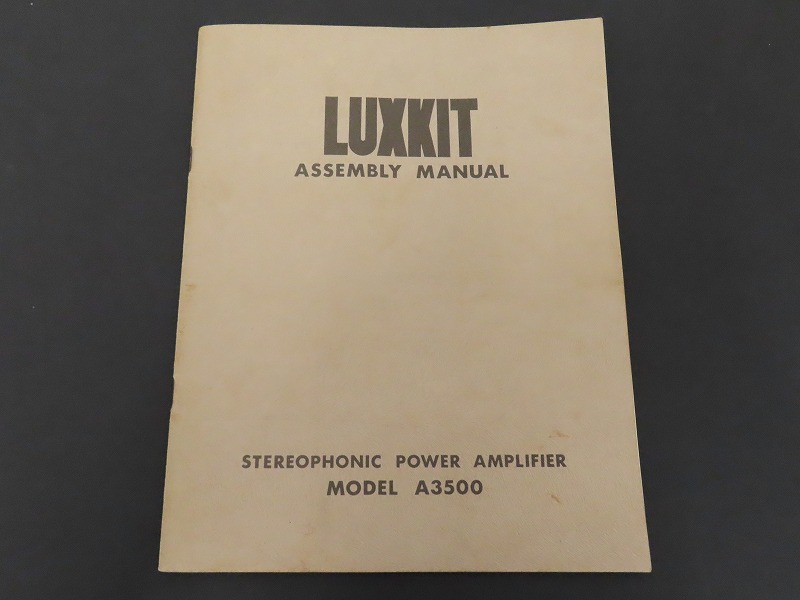 LUXKIT
ASSEMBLY MANUAL
STEREOPHONIC POWER AMPLIFIER
MODEL A3500